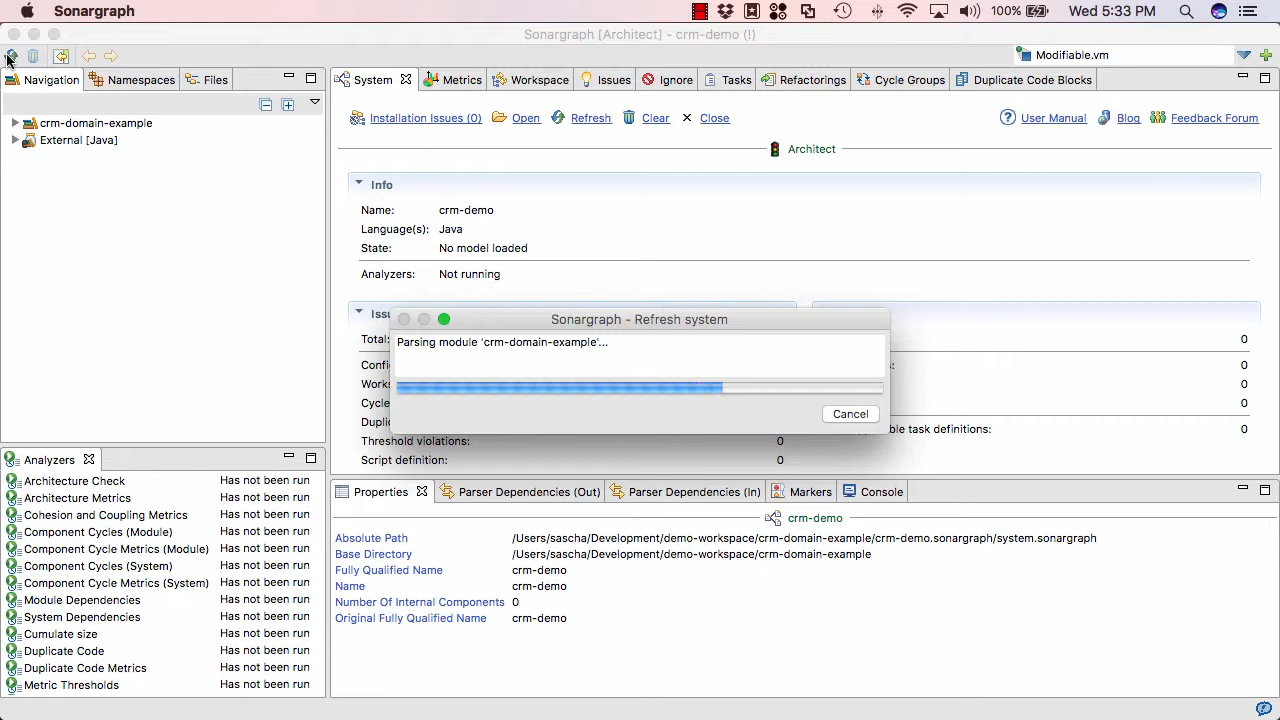 Sonargraph
100%
Wed 5:33 PM
Sonargraph [Architect] - crm-demo (!)
Modifiable.vm
Navigation
Namespaces
Files
crm-domain-example
External [Java]
System
Metrics
Workspace
Issues
Ignore
Tasks
Refactorings
Cycle Groups
Duplicate Code Blocks
Installation Issues (0)
Open
Refresh
Clear
Close
User Manual
Blog
Feedback Forum
Architect
Info
Name: crm-demo
Language(s): Java
State: No model loaded
Analyzers: Not running
Total: 0
0
0
0
0
able task definitions: 0
Threshold violations: 0
Script definition: 0
Sonargraph - Refresh system
Parsing module 'crm-domain-example'...
Cancel
Analyzers
Architecture Check Has not been run
Architecture Metrics Has not been run
Cohesion and Coupling Metrics Has not been run
Component Cycles (Module) Has not been run
Component Cycle Metrics (Module) Has not been run
Component Cycles (System) Has not been run
Component Cycle Metrics (System) Has not been run
Module Dependencies Has not been run
System Dependencies Has not been run
Cumulate size Has not been run
Duplicate Code Has not been run
Duplicate Code Metrics Has not been run
Metric Thresholds Has not been run
Properties
Parser Dependencies (Out)
Parser Dependencies (In)
Markers
Console
crm-demo
Absolute Path /Users/sascha/Development/demo-workspace/crm-domain-example/crm-demo.sonargraph/system.sonargraph
Base Directory /Users/sascha/Development/demo-workspace/crm-domain-example
Fully Qualified Name crm-demo
Name crm-demo
Number Of Internal Components 0
Original Fully Qualified Name crm-demo